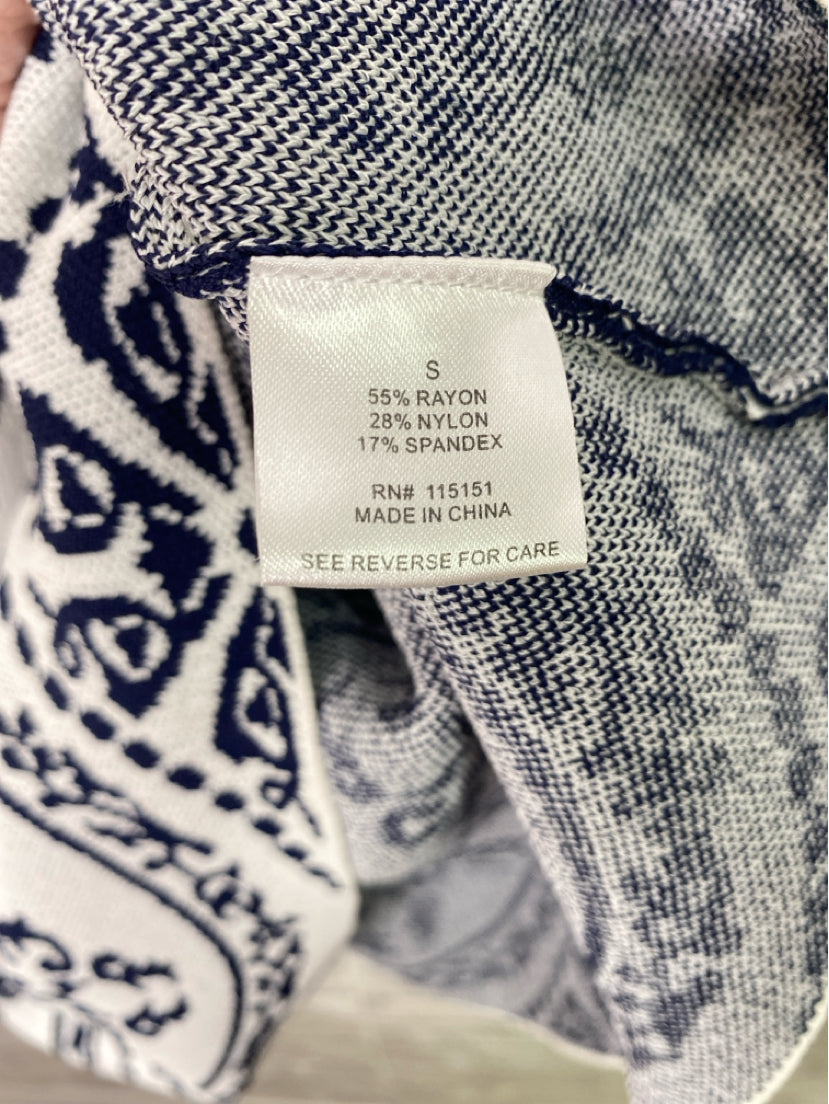 S
55% RAYON
28% NYLON
17% SPANDEX
RN# 115151
MADE IN CHINA
SEE REVERSE FOR CARE